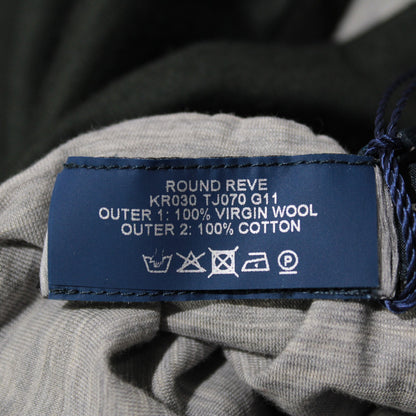 ROUND REVE
KR030 TJ070 G11
OUTER 1: 100% VIRGIN WOOL
OUTER 2: 100% COTTON
P